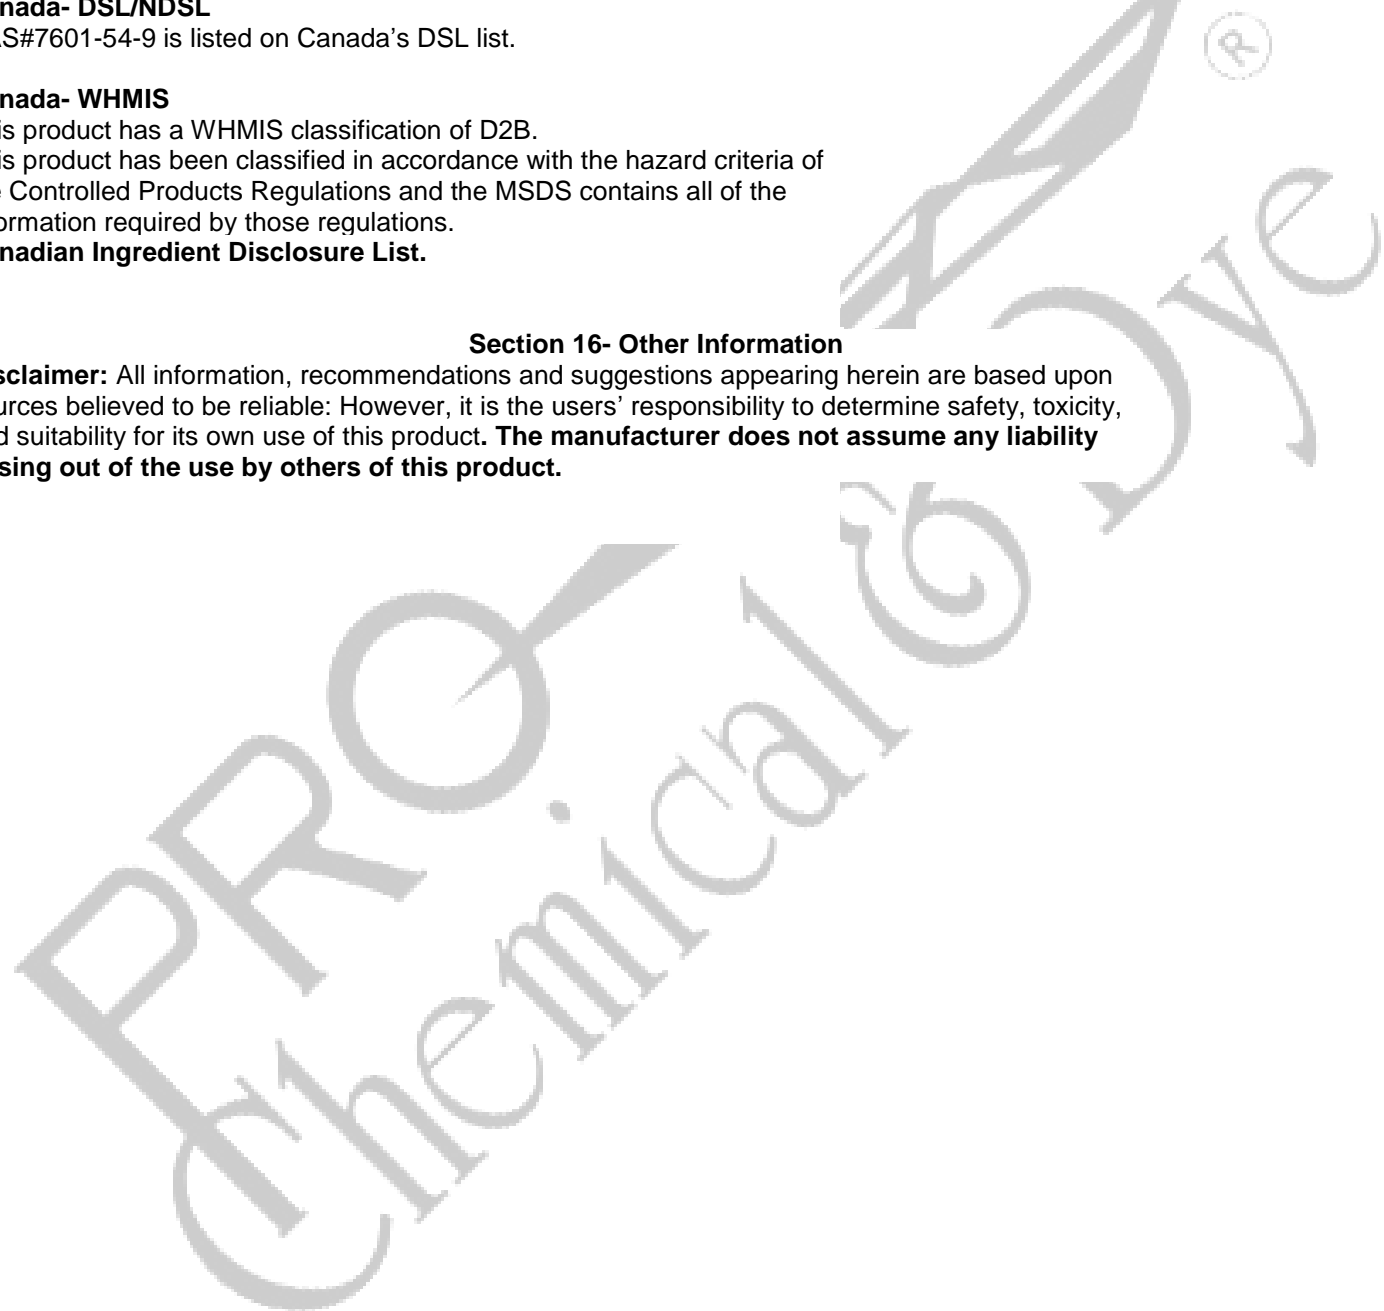 nada- DSL/NDSL
AS#7601-54-9 is listed on Canada’s DSL list.
nada- WHMIS
is product has a WHMIS classification of D2B.
is product has been classified in accordance with the hazard criteria of
e Controlled Products Regulations and the MSDS contains all of the
formation required by those regulations.
nadian Ingredient Disclosure List.
Section 16- Other Information
sclaimer: All information, recommendations and suggestions appearing herein are based upon
urces believed to be reliable: However, it is the users’ responsibility to determine safety, toxicity,
d suitability for its own use of this product. The manufacturer does not assume any liability
sing out of the use by others of this product.
PRO
Chemical & Dye
®